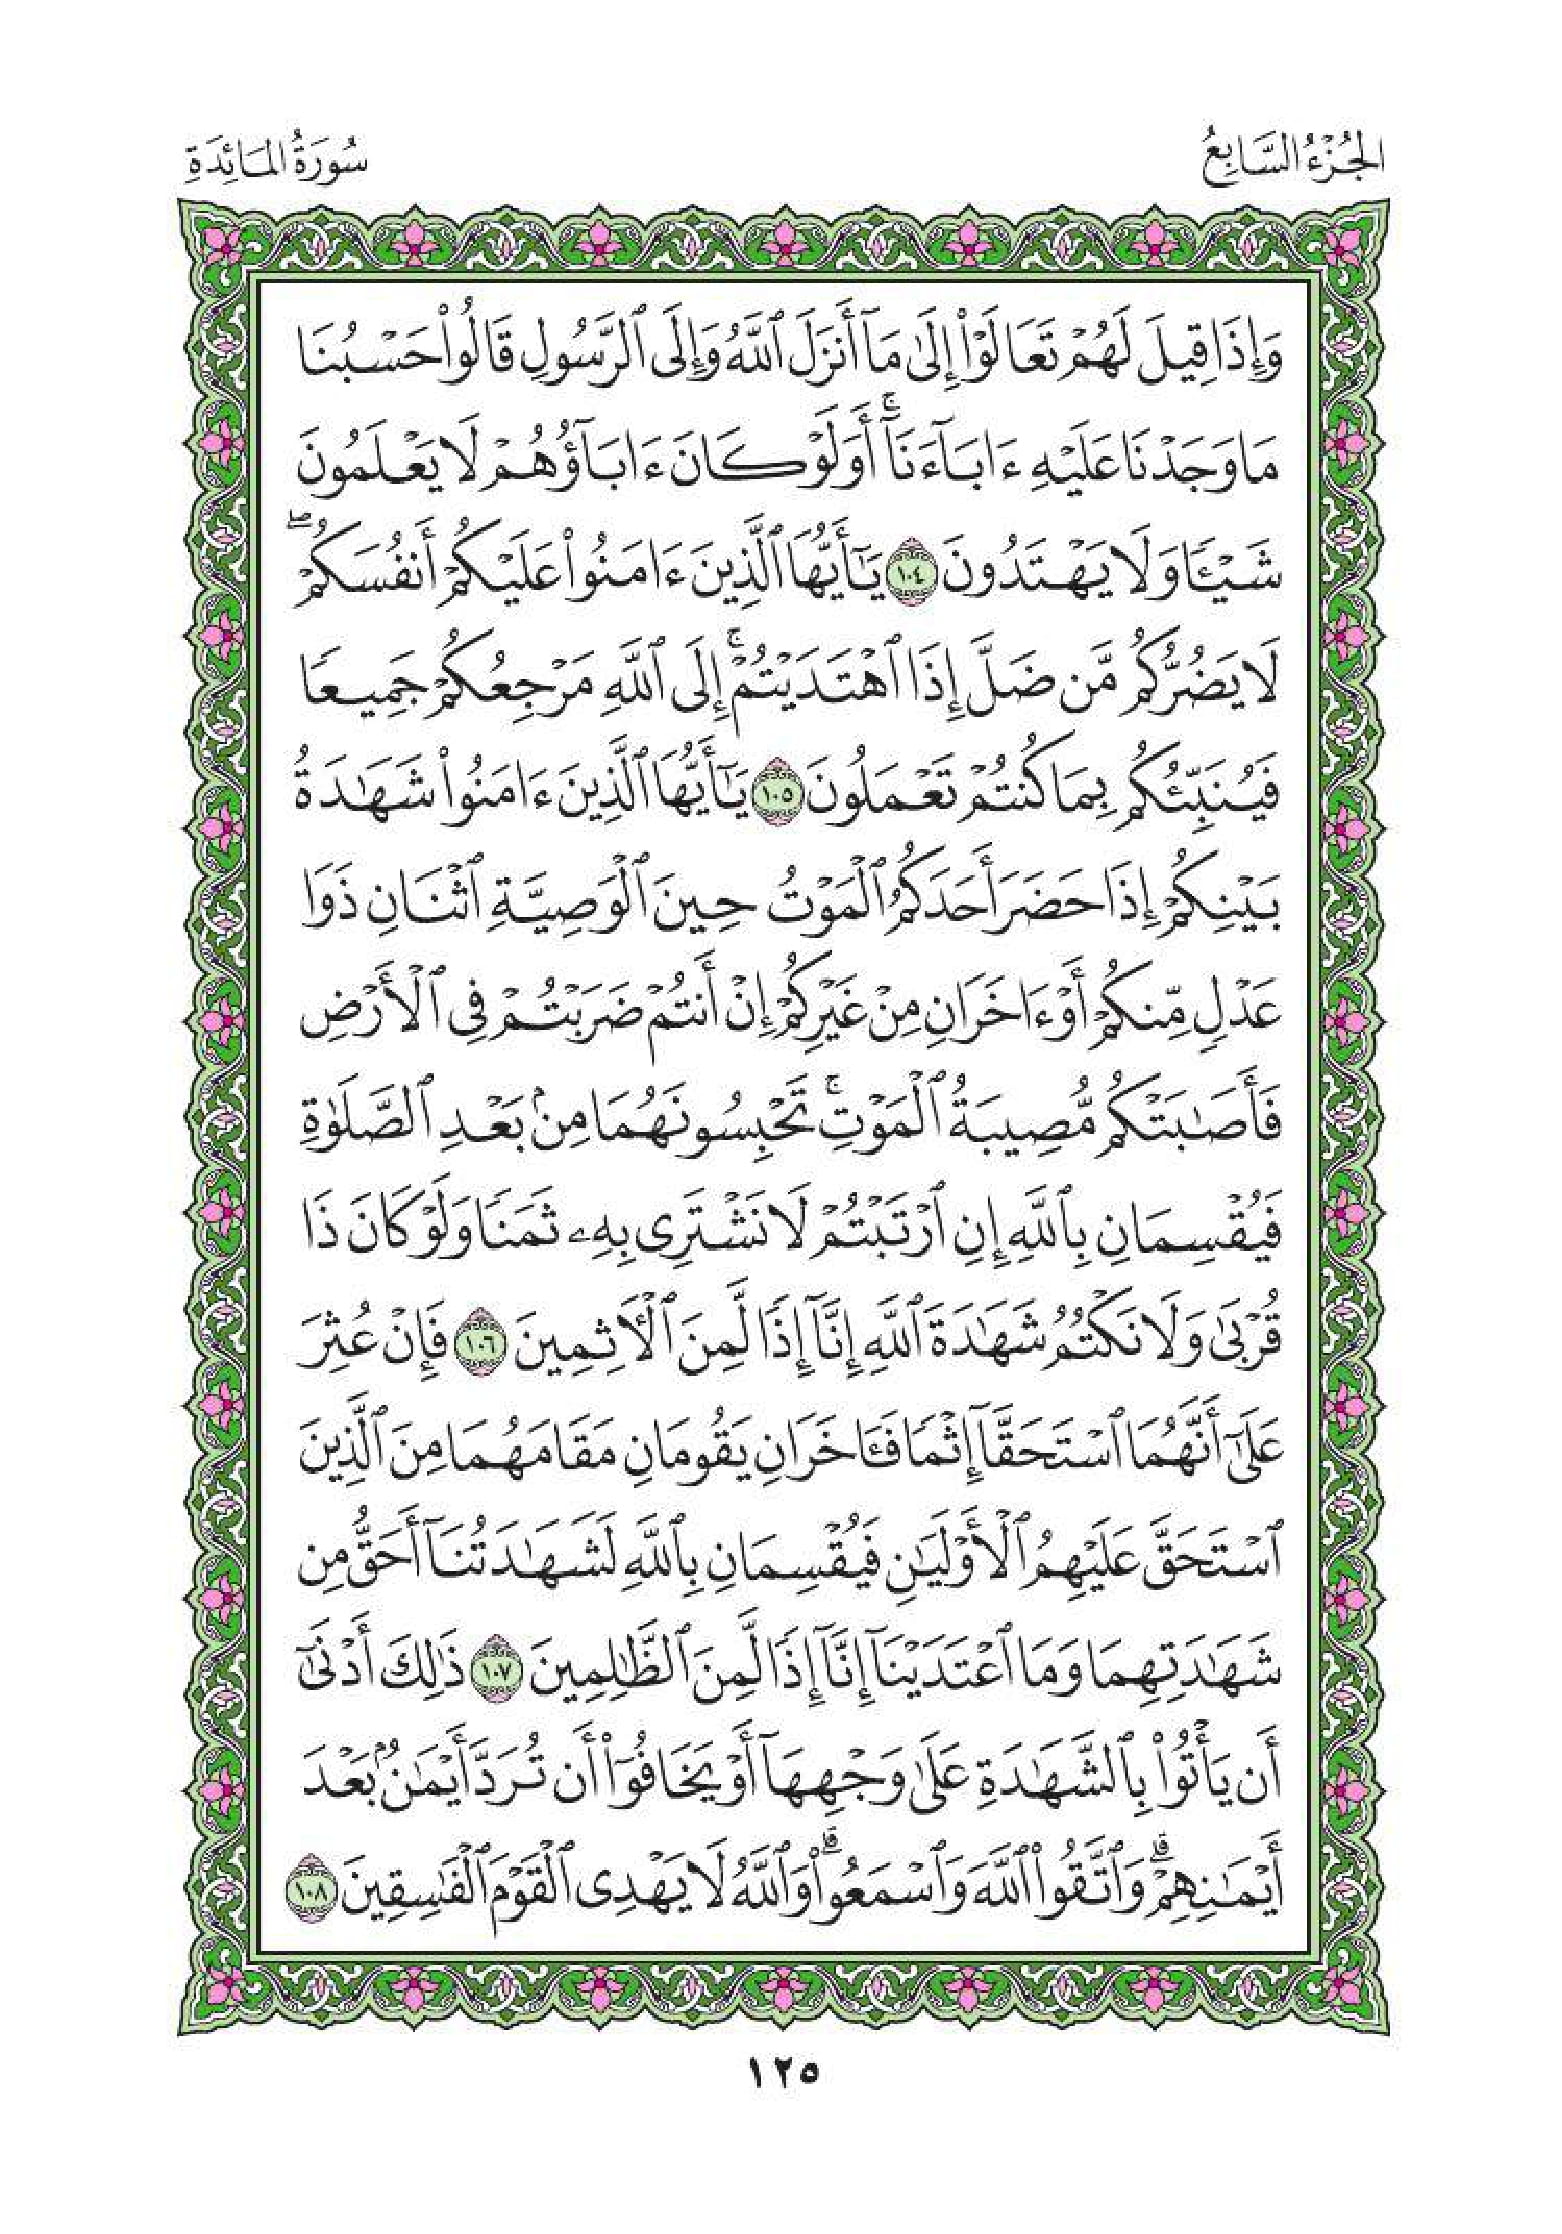 الجُزْءُ السَّابِعُ
سُورَةُ المَائِدَةِ
وَإِذَا قِيلَ لَهُمْ تَعَالَوْا۟ إِلَىٰ مَآ أَنزَلَ ٱللَّهُ وَإِلَى ٱلرَّسُولِ قَالُوا۟ حَسْبُنَا
مَا وَجَدْنَا عَلَيْهِ ءَابَآءَنَآ ۚ أَوَلَوْ كَانَ ءَابَآؤُهُمْ لَا يَعْلَمُونَ
شَيْـًٔا وَلَا يَهْتَدُونَ ١٠٤ يَـٰٓأَيُّهَا ٱلَّذِينَ ءَامَنُوا۟ عَلَيْكُمْ أَنفُسَكُمْ ۖ
لَا يَضُرُّكُم مَّن ضَلَّ إِذَا ٱهْتَدَيْتُمْ ۚ إِلَى ٱللَّهِ مَرْجِعُكُمْ جَمِيعًا
فَيُنَبِّئُكُم بِمَا كُنتُمْ تَعْمَلُونَ ١٠٥ يَـٰٓأَيُّهَا ٱلَّذِينَ ءَامَنُوا۟ شَهَـٰدَةُ
بَيْنِكُمْ إِذَا حَضَرَ أَحَدَكُمُ ٱلْمَوْتُ حِينَ ٱلْوَصِيَّةِ ٱثْنَانِ ذَوَا
عَدْلٍ مِّنكُمْ أَوْ ءَاخَرَانِ مِنْ غَيْرِكُمْ إِنْ أَنتُمْ ضَرَبْتُمْ فِى ٱلْأَرْضِ
فَأَصَـٰبَتْكُم مُّصِيبَةُ ٱلْمَوْتِ ۚ تَحْبِسُونَهُمَا مِنۢ بَعْدِ ٱلصَّلَوٰةِ
فَيُقْسِمَانِ بِٱللَّهِ إِنِ ٱرْتَبْتُمْ لَا نَشْتَرِى بِهِۦ ثَمَنًا وَلَوْ كَانَ ذَا
قُرْبَىٰ وَلَا نَكْتُمُ شَهَـٰدَةَ ٱللَّهِ إِنَّآ إِذًا لَّمِنَ ٱلْـَٔاثِمِينَ ١٠٦ فَإِنْ عُثِرَ
عَلَىٰٓ أَنَّهُمَا ٱسْتَحَقَّآ إِثْمًا فَـَٔاخَرَانِ يَقُومَانِ مَقَامَهُمَا مِنَ ٱلَّذِينَ
ٱسْتَحَقَّ عَلَيْهِمُ ٱلْأَوْلَيَـٰنِ فَيُقْسِمَانِ بِٱللَّهِ لَشَهَـٰدَتُنَآ أَحَقُّ مِن
شَهَـٰدَتِهِمَا وَمَا ٱعْتَدَيْنَآ إِنَّآ إِذًا لَّمِنَ ٱلظَّـٰلِمِينَ ١٠٧ ذَٰلِكَ أَدْنَىٰٓ
أَن يَأْتُوا۟ بِٱلشَّهَـٰدَةِ عَلَىٰ وَجْهِهَآ أَوْ يَخَافُوٓا۟ أَن تُرَدَّ أَيْمَـٰنٌۢ بَعْدَ
أَيْمَـٰنِهِمْ ۗ وَٱتَّقُوا۟ ٱللَّهَ وَٱسْمَعُوا۟ ۗ وَٱللَّهُ لَا يَهْدِى ٱلْقَوْمَ ٱلْفَـٰسِقِينَ ١٠٨
١٢٥